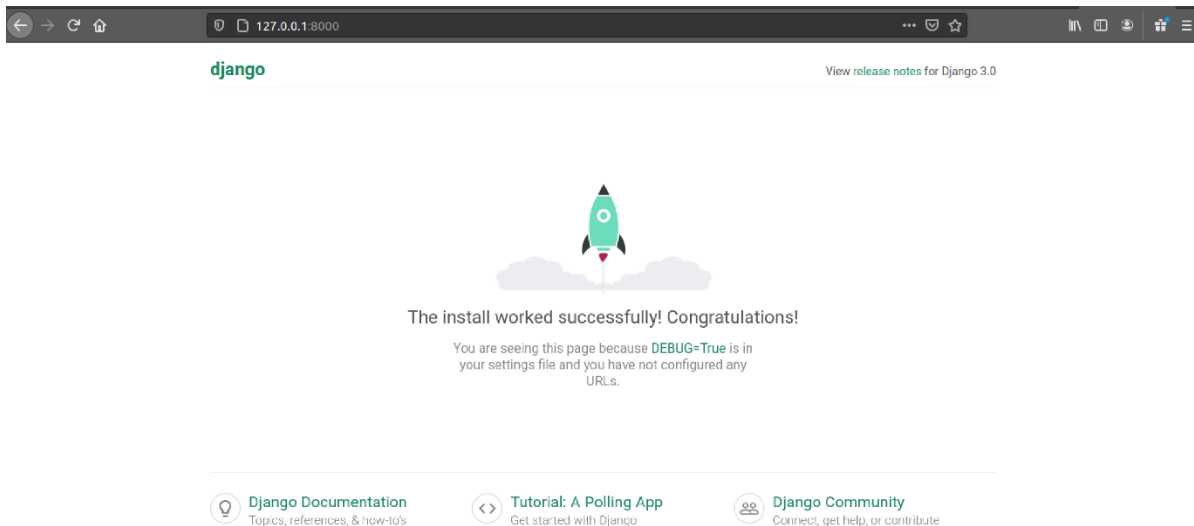 127.0.0.1:8000
django
View release notes for Django 3.0
The install worked successfully! Congratulations!
You are seeing this page because DEBUG=True is in
your settings file and you have not configured any
URLs.
Django Documentation
Topics, references, & how-to's
Tutorial: A Polling App
Get started with Django
Django Community
Connect, get help, or contribute